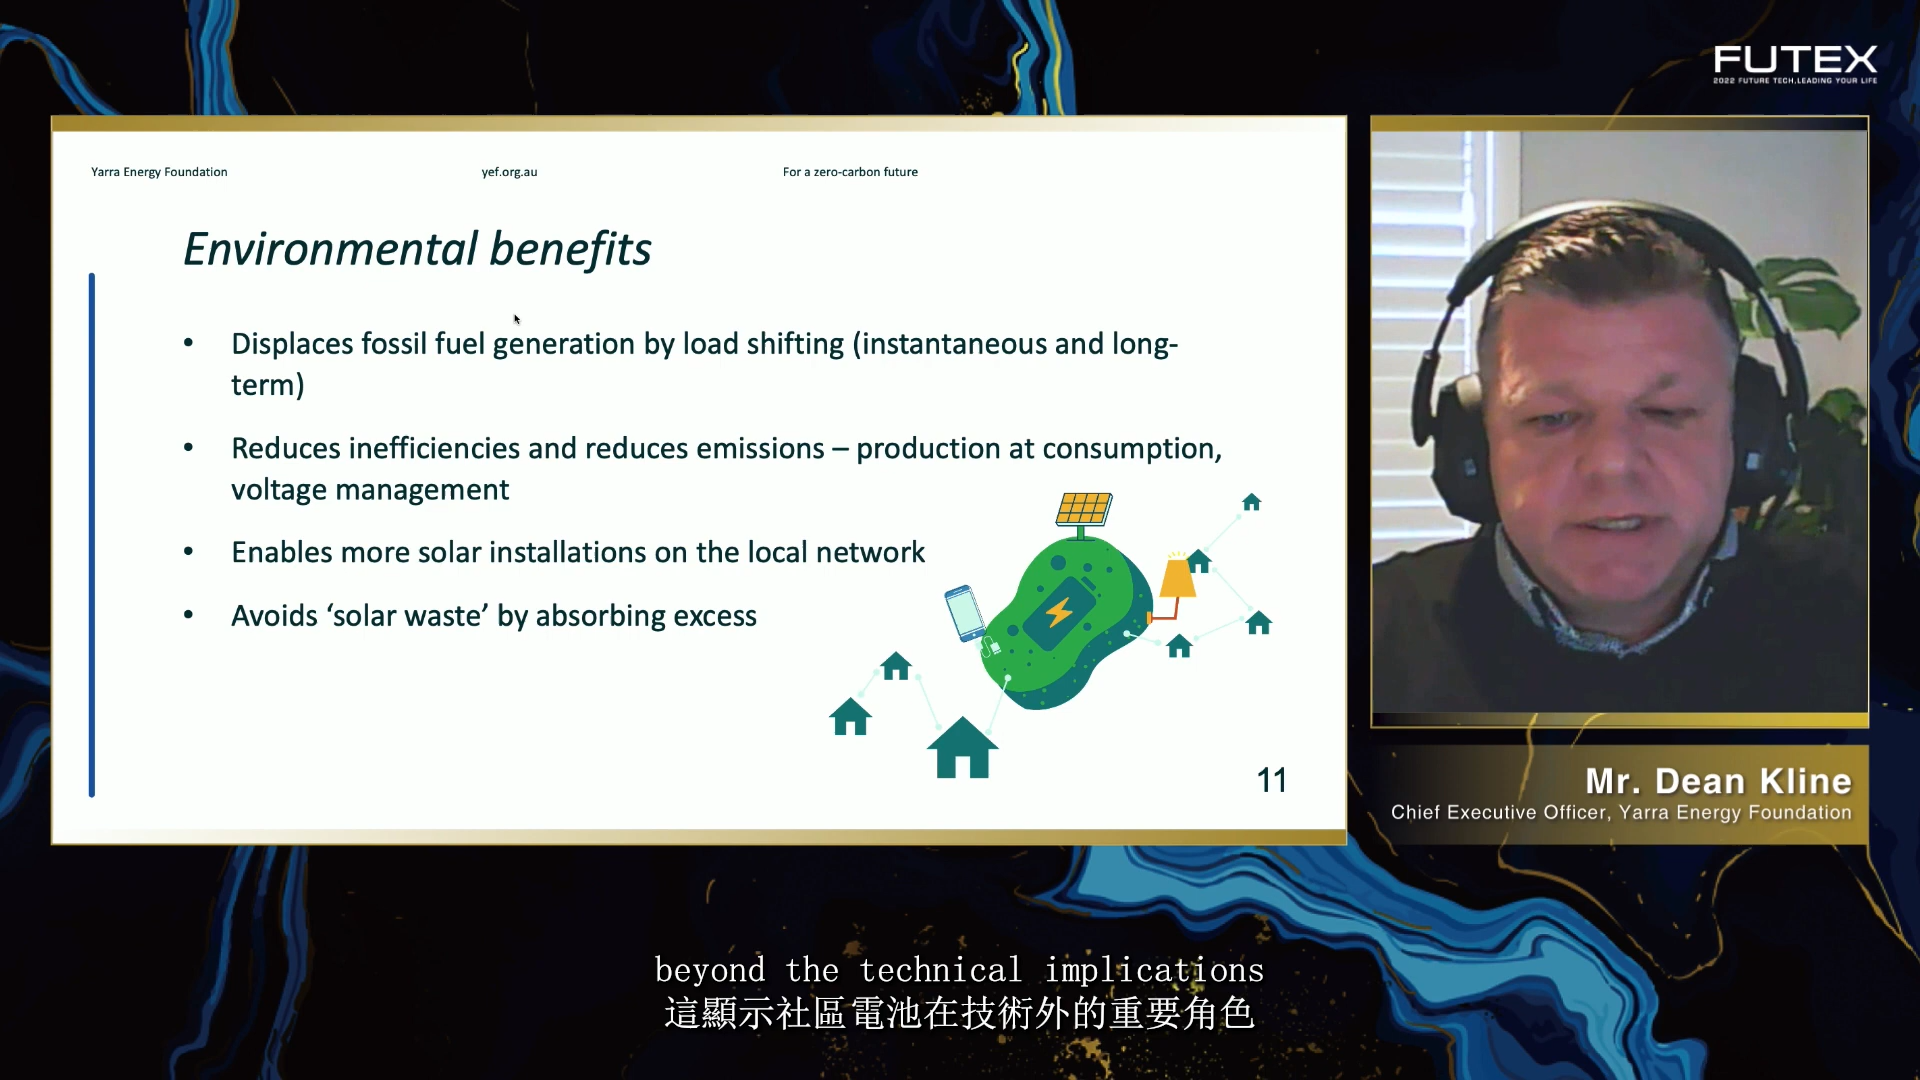 FUTEX
2022 FUTURE TECH,LEADING YOUR LIFE
Yarra Energy Foundation
yef.org.au
For a zero-carbon future
Environmental benefits
• Displaces fossil fuel generation by load shifting (instantaneous and long-
term)
• Reduces inefficiencies and reduces emissions – production at consumption,
voltage management
• Enables more solar installations on the local network
• Avoids ‘solar waste’ by absorbing excess
11
Mr. Dean Kline
Chief Executive Officer, Yarra Energy Foundation
beyond the technical implications
這顯示社區電池在技術外的重要角色